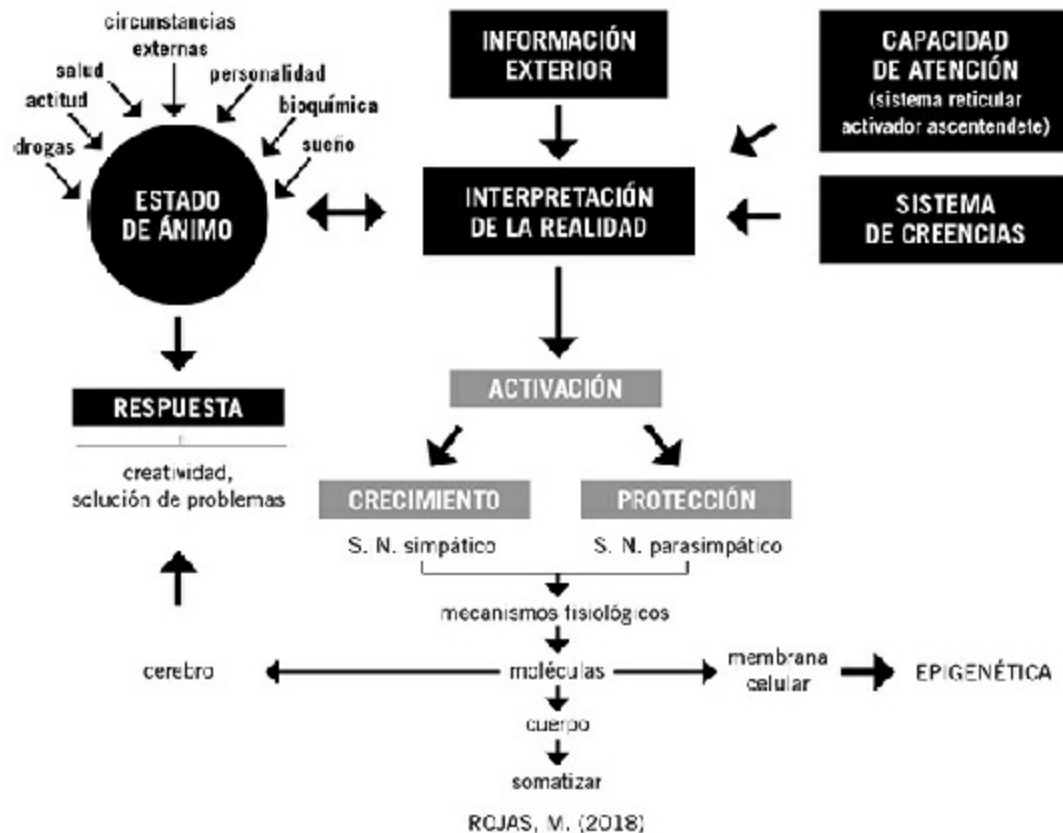 circunstancias
externas
salud
personalidad
actitud
bioquímica
drogas
sueño
ESTADO
DE ÁNIMO
INFORMACIÓN
EXTERIOR
CAPACIDAD
DE ATENCIÓN
(sistema reticular
activador ascentendete)
INTERPRETACIÓN
DE LA REALIDAD
SISTEMA
DE CREENCIAS
RESPUESTA
creatividad,
solución de problemas
ACTIVACIÓN
CRECIMIENTO
PROTECCIÓN
S. N. simpático
S. N. parasimpático
mecanismos fisiológicos
cerebro
moléculas
membrana
celular
EPIGENÉTICA
cuerpo
somatizar
ROJAS, M. (2018)